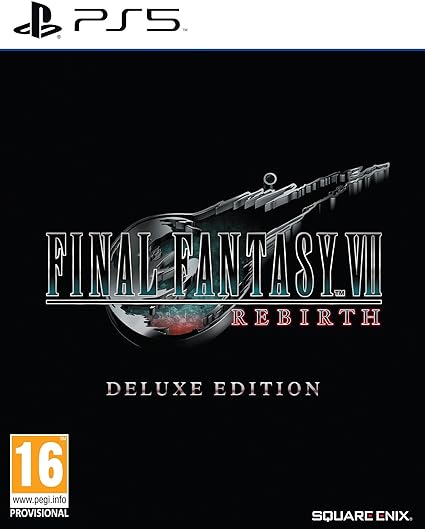 PS5
FINAL FANTASY VII
REBIRTH
DELUXE EDITION
16
www.pegi.info
PROVISIONAL
SQUARE ENIX.